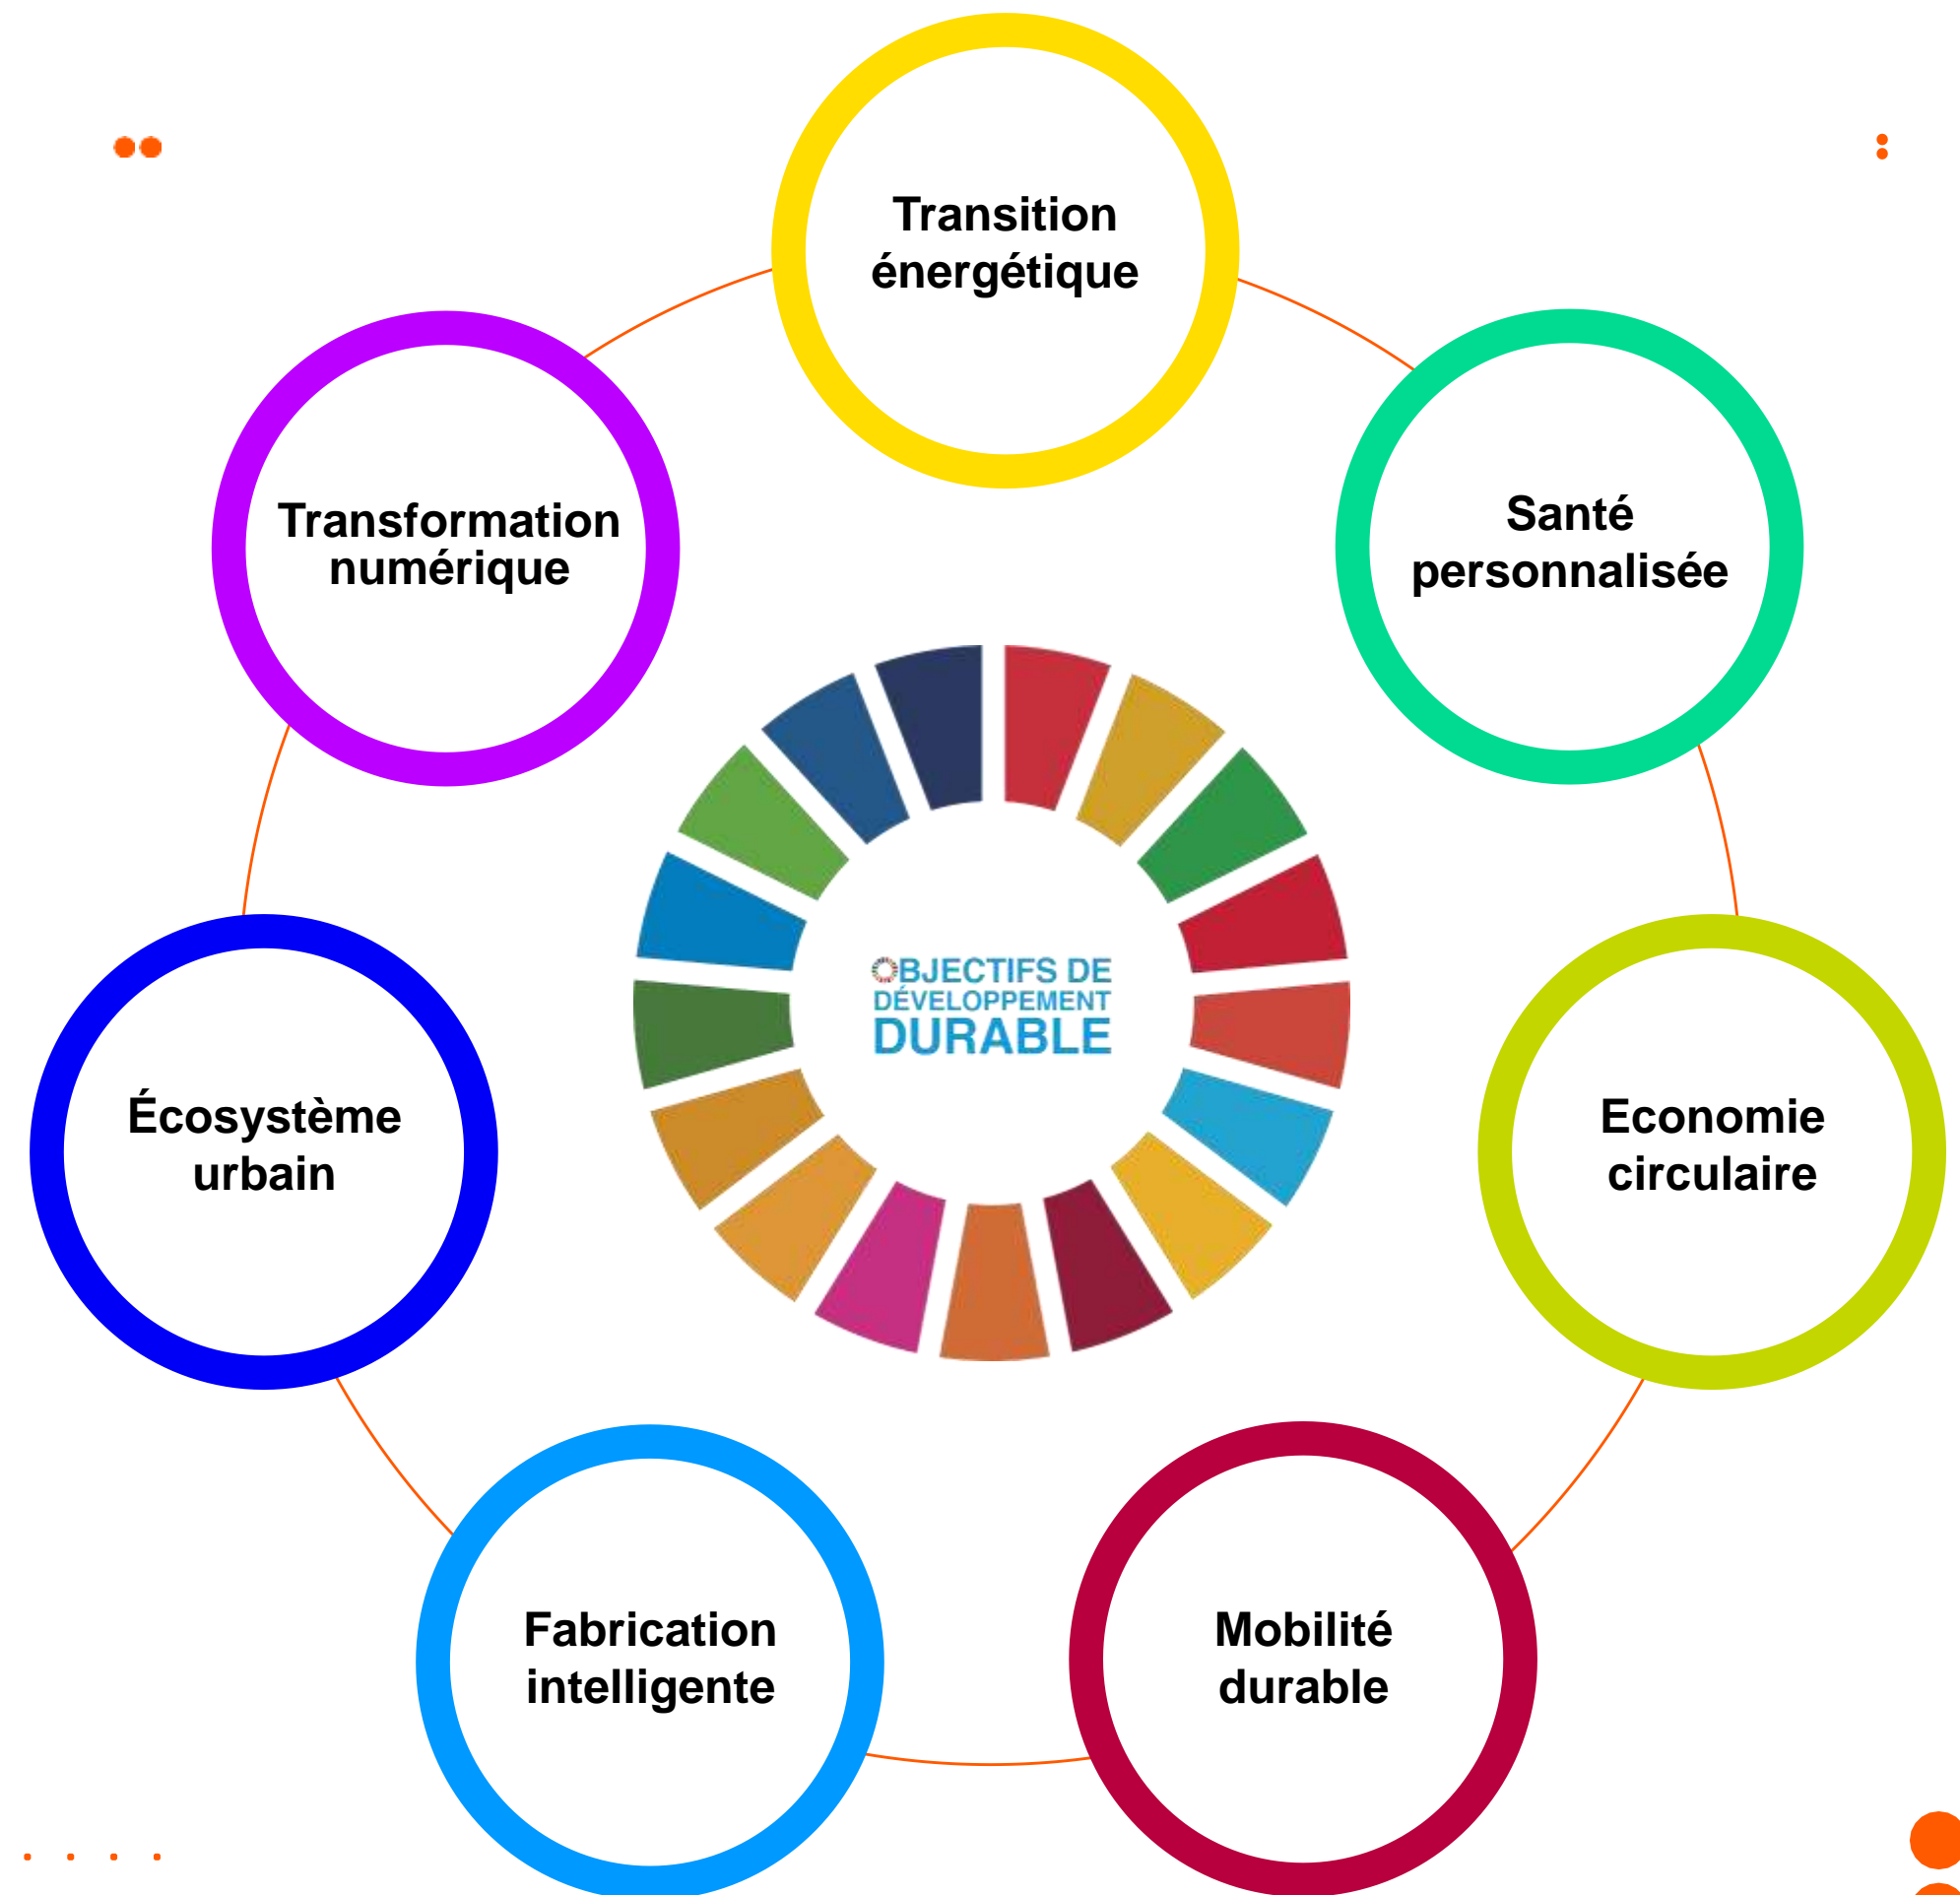 Transition
énergétique
Transformation
numérique
Santé
personnalisée
OBJECTIFS DE
DÉVELOPPEMENT
DURABLE
Écosystème
urbain
Economie
circulaire
Fabrication
intelligente
Mobilité
durable